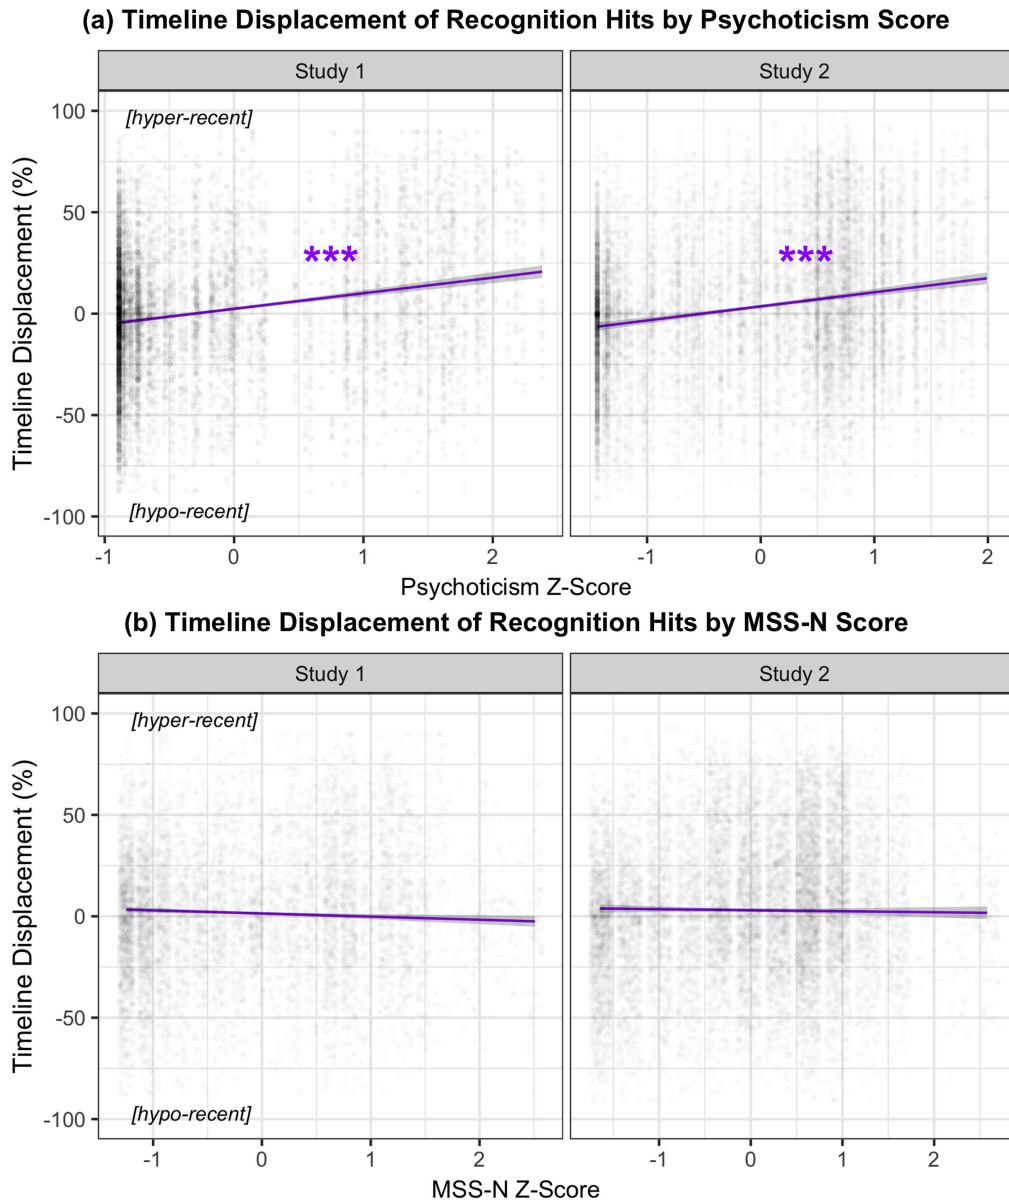 (a) Timeline Displacement of Recognition Hits by Psychoticism Score
Study 1 Study 2
Timeline Displacement (%)
100
50
0
-50
-100
[hyper-recent]
***
***
[hypo-recent]
-1 0 1 2 -1 0 1 2
Psychoticism Z-Score
(b) Timeline Displacement of Recognition Hits by MSS-N Score
Study 1 Study 2
Timeline Displacement (%)
100
50
0
-50
-100
[hyper-recent]
[hypo-recent]
-1 0 1 2 -1 0 1 2
MSS-N Z-Score